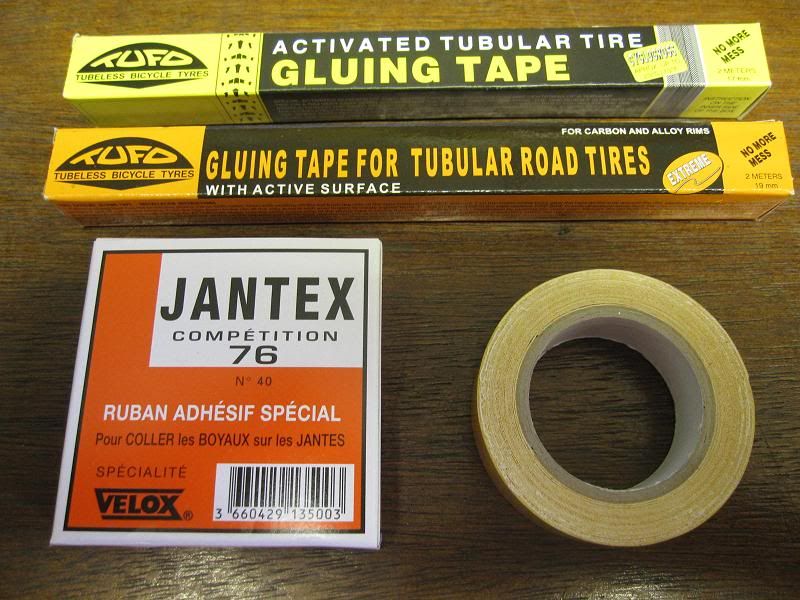 TUFO
TUBELESS BICYCLE TYRES
ACTIVATED TUBULAR TIRE
GLUING TAPE
NO MORE
MESS
2 METERS
INSTRUCTION
ON THE
TUFO
TUBELESS BICYCLE TYRES
FOR CARBON AND ALLOY RIMS
GLUING TAPE FOR TUBULAR ROAD TIRES
WITH ACTIVE SURFACE
EXTREME
NO MORE
MESS
2 METERS
19 mm
JANTEX
COMPÉTITION
76
N° 40
RUBAN ADHÉSIF SPÉCIAL
Pour COLLER les BOYAUX sur les JANTES
SPÉCIALITÉ
VELOX®
3 660429 135003